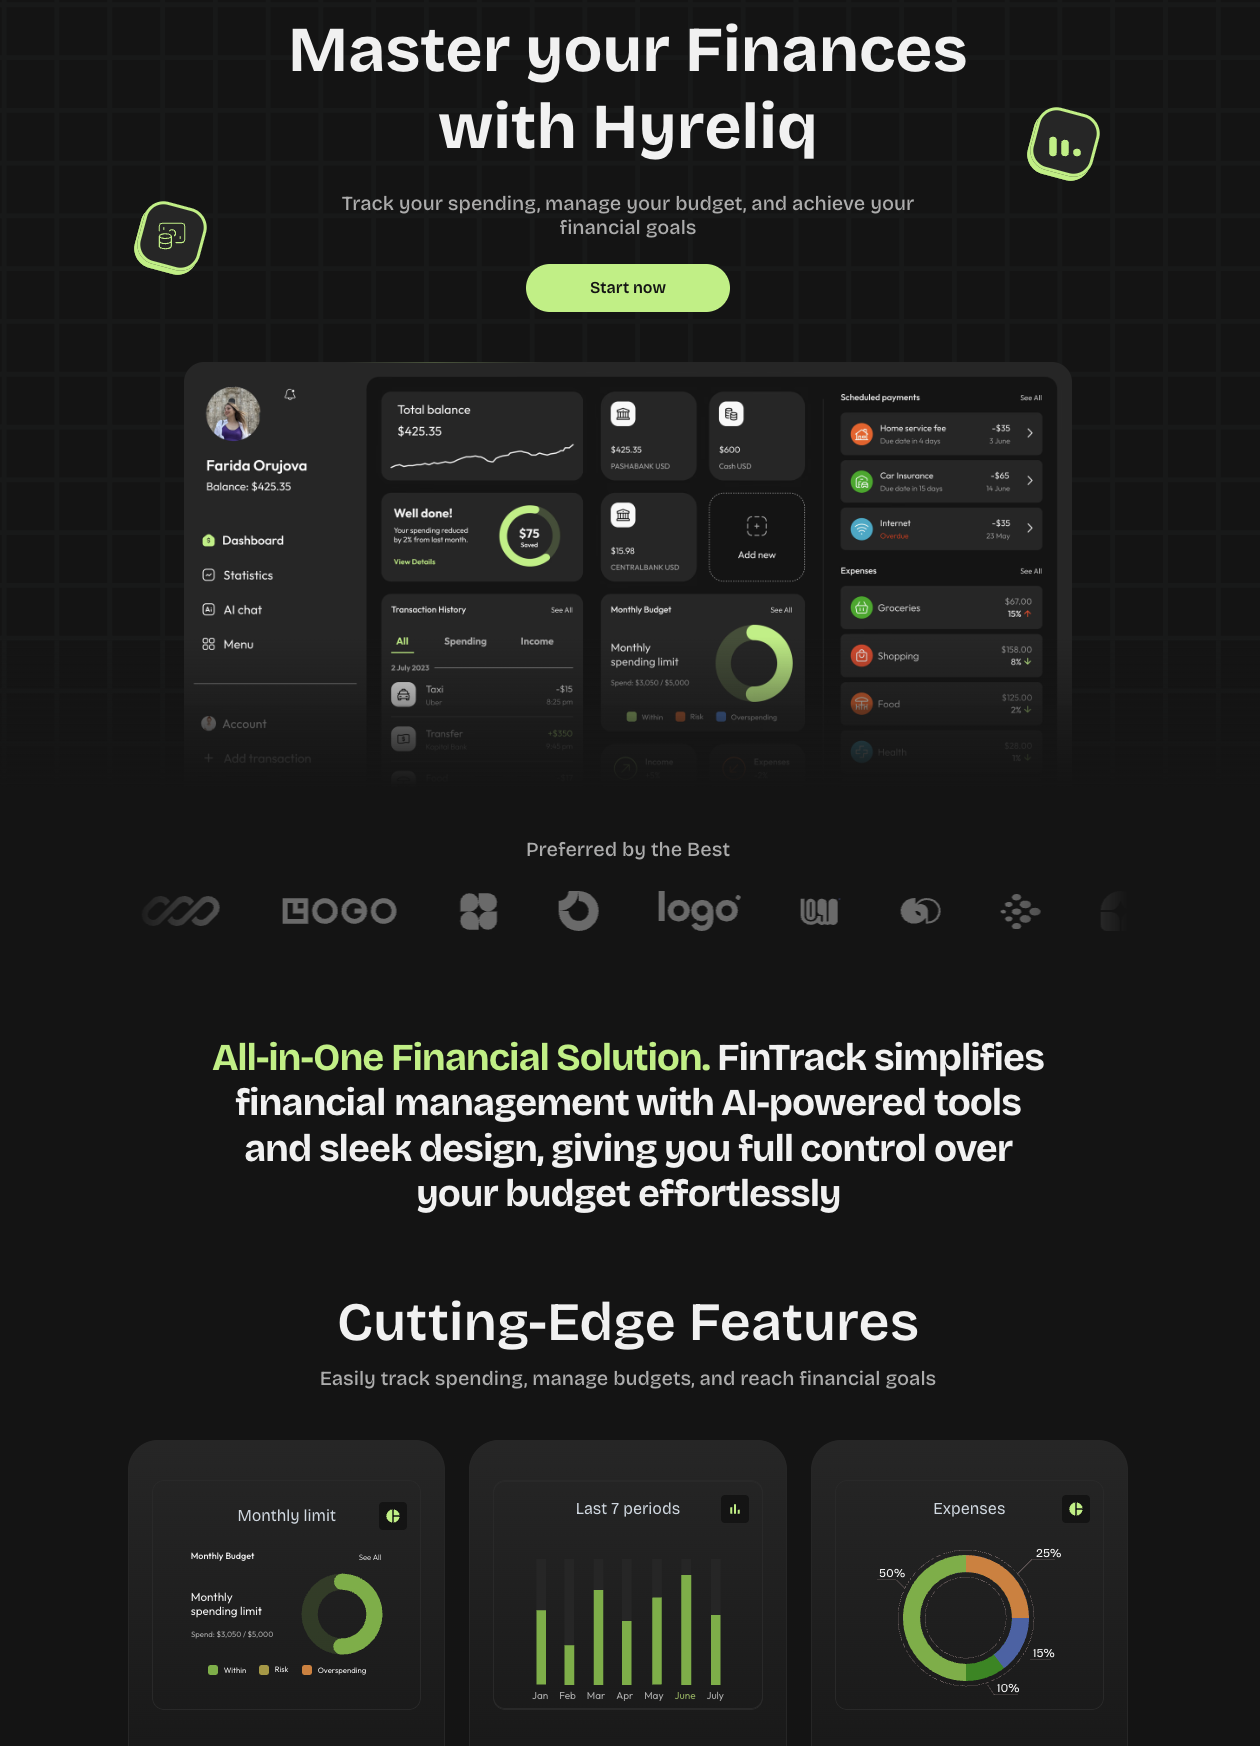 Master your Finances
with Hyreliq
Track your spending, manage your budget, and achieve your
financial goals
Start now
Farida Orujova
Balance: $425.35
Dashboard
Statistics
AI chat
Menu
Account
Add transaction
Total balance
$425.35
Well done!
Your spending reduced
by 2% from last month.
View Details
$75
Saved
$425.35
PASHABANK USD
$600
Cash USD
$15.98
CENTRALBANK USD
Add new
Transaction History
See All
All
Spending
Income
2 July 2023
Taxi
-$15
Uber
8:25 pm
Transfer
+$350
Monthly Budget
See All
Monthly
spending limit
Spend: $3,050 / $5,000
Within
Risk
Overspending
Income
Expenses
Scheduled payments
See All
Home service fee
-$35
Due date in 4 days
3 June
Car Insurance
-$65
Due date in 15 days
14 June
Internet
-$35
Overdue
23 May
Expenses
See All
Groceries
$67.00
15%
Shopping
$158.00
8%
Food
$125.00
2%
Health
1%
Preferred by the Best
LOGO
logo
All-in-One Financial Solution. FinTrack simplifies
financial management with AI-powered tools
and sleek design, giving you full control over
your budget effortlessly
Cutting-Edge Features
Easily track spending, manage budgets, and reach financial goals
Monthly limit
Monthly Budget
See All
Monthly
spending limit
Spend: $3,050 / $5,000
Within
Risk
Overspending
Last 7 periods
Jan Feb Mar Apr May June July
Expenses
25%
50%
15%
10%